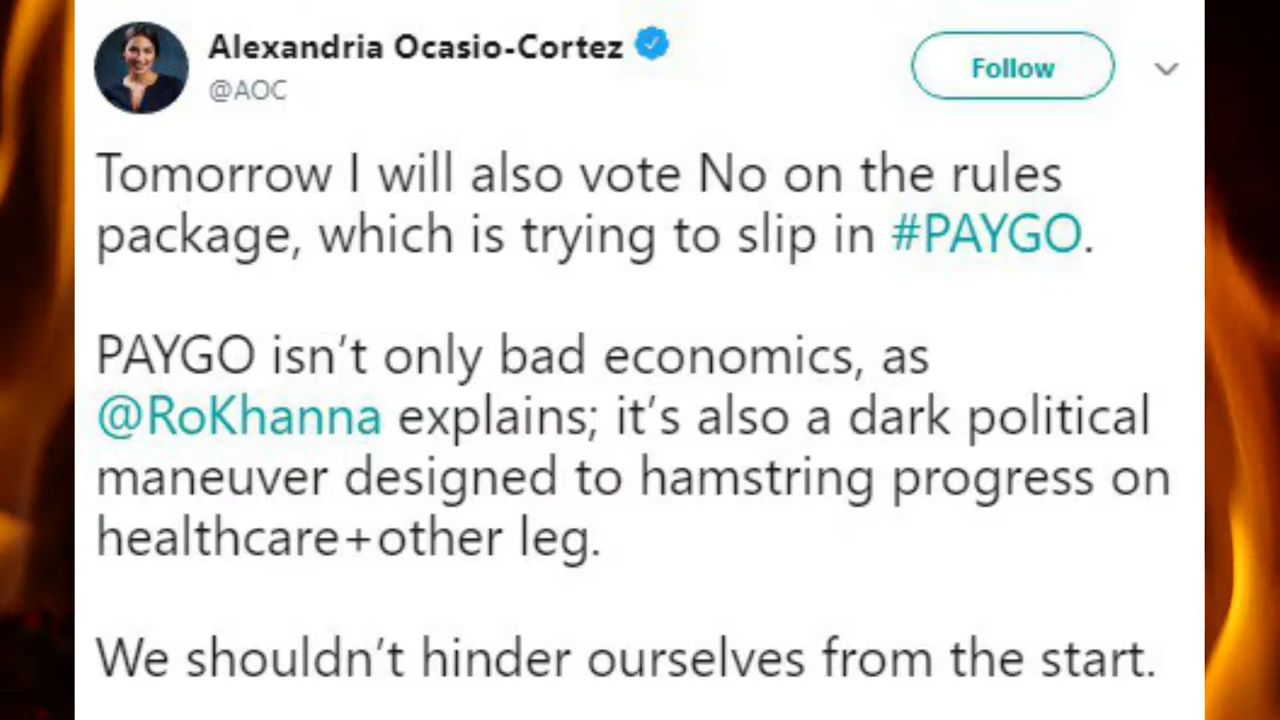 Alexandria Ocasio-Cortez
@AOC
Follow
Tomorrow I will also vote No on the rules
package, which is trying to slip in #PAYGO.
PAYGO isn’t only bad economics, as
@RoKhanna explains; it’s also a dark political
maneuver designed to hamstring progress on
healthcare+other leg.
We shouldn’t hinder ourselves from the start.